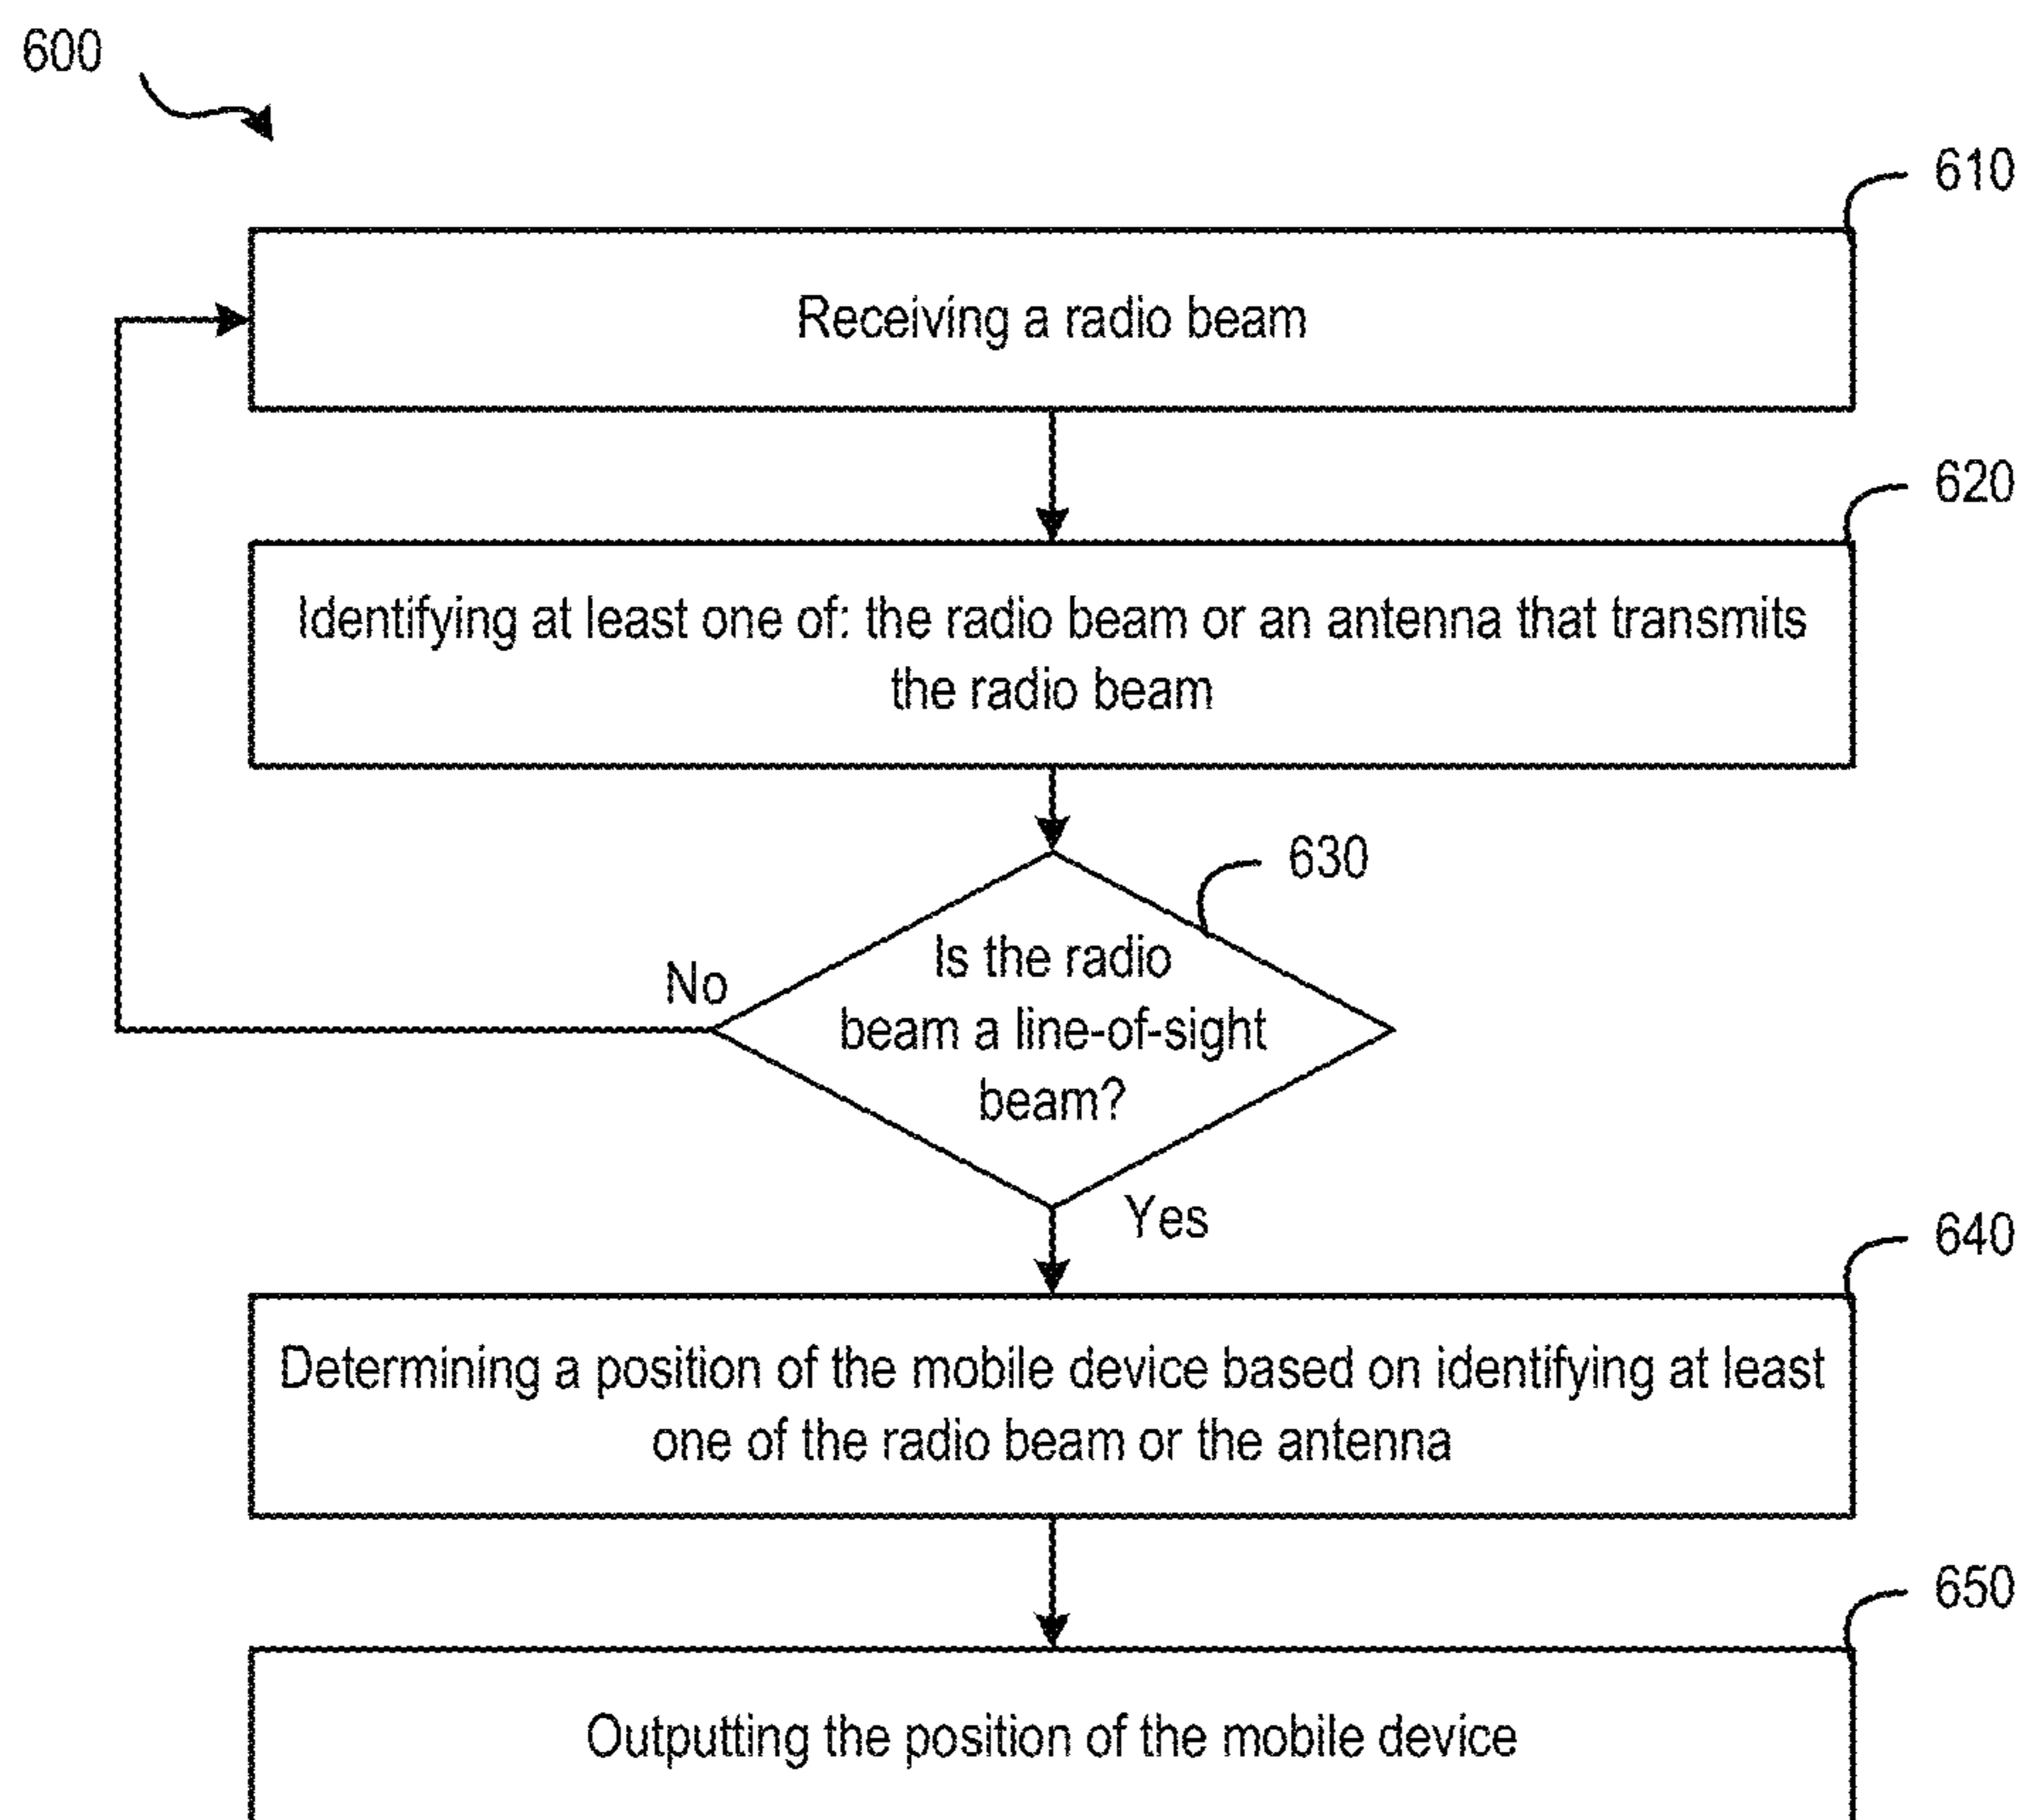 600
610
Receiving a radio beam
620
Identifying at least one of: the radio beam or an antenna that transmits
the radio beam
630
Is the radio
beam a line-of-sight
beam?
No
Yes
640
Determining a position of the mobile device based on identifying at least
one of the radio beam or the antenna
650
Outputting the position of the mobile device